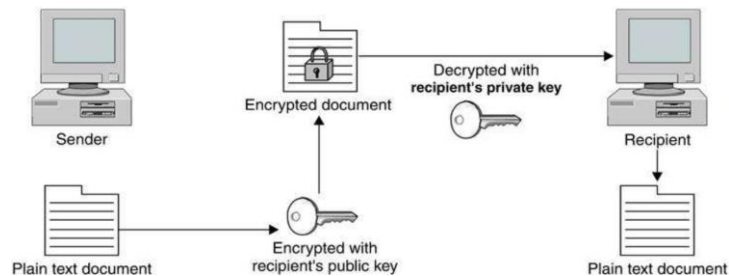 Sender
Encrypted document
Decrypted with
recipient's private key
Recipient
Plain text document
Encrypted with
recipient's public key
Plain text document